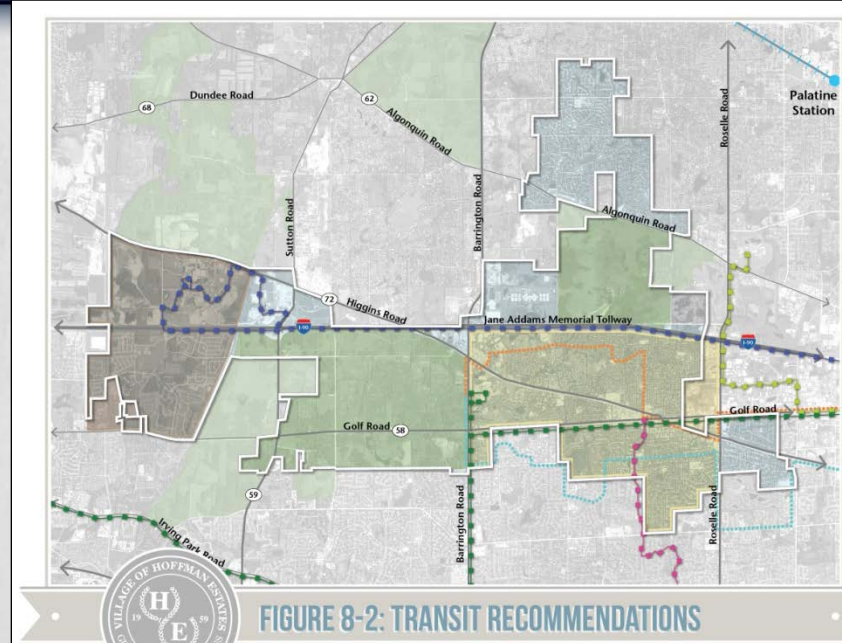 Dundee Road
68
62
Algonquin Road
Palatine
Station
Roselle Road
Barrington Road
Sutton Road
Algonquin Road
72
Higgins Road
I-90
Jane Addams Memorial Tollway
I-90
Golf Road
58
Golf Road
59
Barrington Road
Roselle Road
Irving Park Road
VILLAGE OF HOFFMAN ESTATES
19 H E 59
FIGURE 8-2: TRANSIT RECOMMENDATIONS